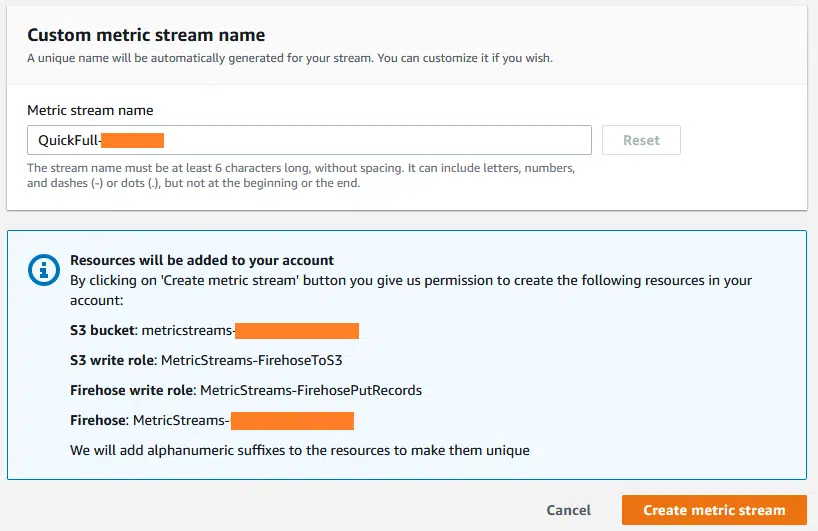 Custom metric stream name
A unique name will be automatically generated for your stream. You can customize it if you wish.
Metric stream name
QuickFull-
Reset
The stream name must be at least 6 characters long, without spacing. It can include letters, numbers,
and dashes (-) or dots (.), but not at the beginning or the end.
Resources will be added to your account
By clicking on 'Create metric stream' button you give us permission to create the following resources in your
account:
S3 bucket: metricstreams-
S3 write role: MetricStreams-FirehoseToS3
Firehose write role: MetricStreams-FirehosePutRecords
Firehose: MetricStreams-
We will add alphanumeric suffixes to the resources to make them unique
Cancel
Create metric stream